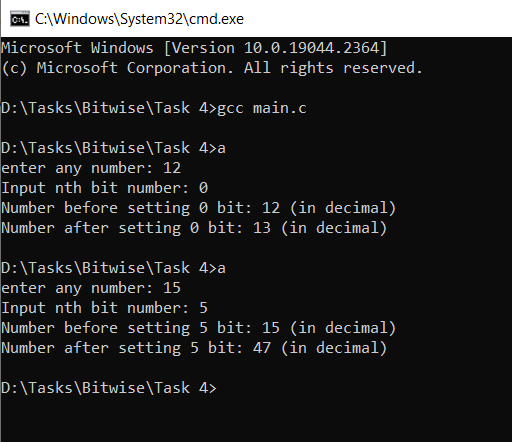 C:\Windows\System32\cmd.exe
Microsoft Windows [Version 10.0.19044.2364]
(c) Microsoft Corporation. All rights reserved.
D:\Tasks\Bitwise\Task 4>gcc main.c
D:\Tasks\Bitwise\Task 4>a
enter any number: 12
Input nth bit number: 0
Number before setting 0 bit: 12 (in decimal)
Number after setting 0 bit: 13 (in decimal)
D:\Tasks\Bitwise\Task 4>a
enter any number: 15
Input nth bit number: 5
Number before setting 5 bit: 15 (in decimal)
Number after setting 5 bit: 47 (in decimal)
D:\Tasks\Bitwise\Task 4>